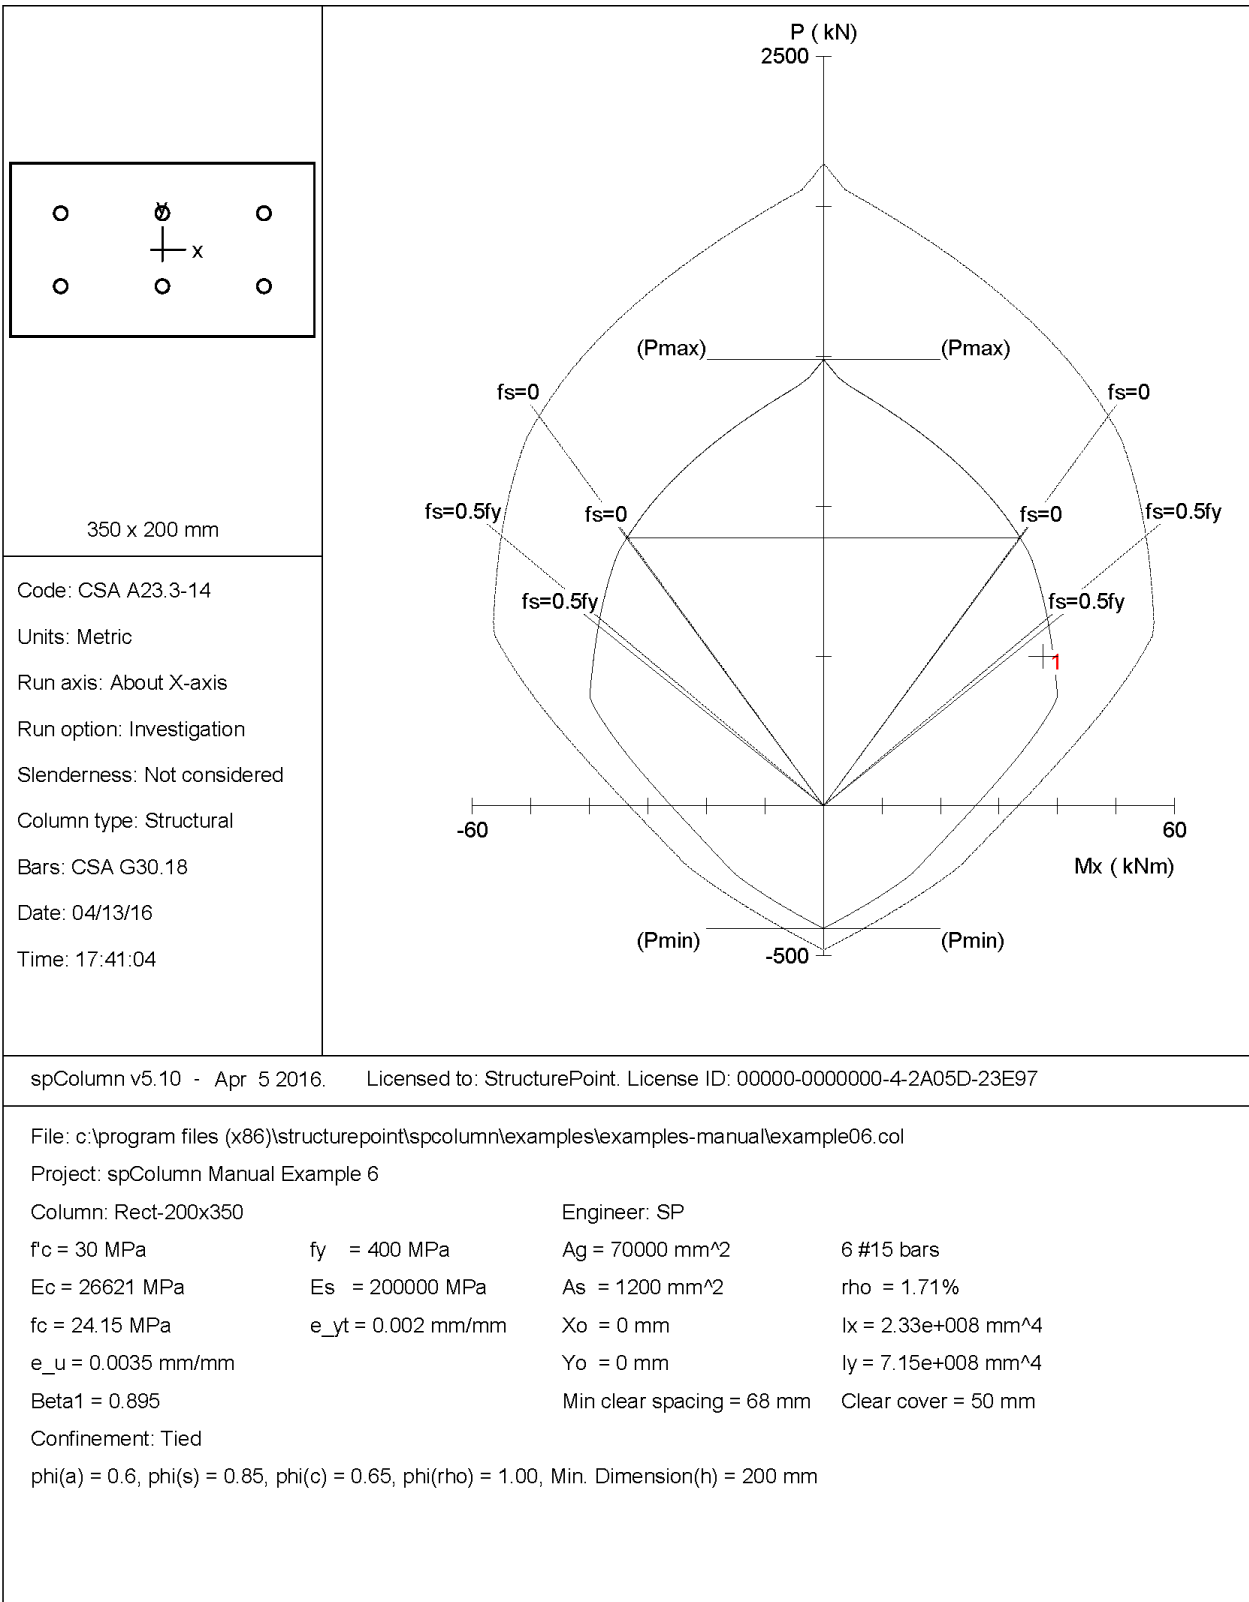 y
x
350 x 200 mm
Code: CSA A23.3-14
Units: Metric
Run axis: About X-axis
Run option: Investigation
Slenderness: Not considered
Column type: Structural
Bars: CSA G30.18
Date: 04/13/16
Time: 17:41:04
P ( kN)
2500
(Pmax) (Pmax)
fs=0 fs=0
fs=0.5fy fs=0 fs=0 fs=0.5fy
fs=0.5fy fs=0.5fy
1
-60 60
Mx ( kNm)
(Pmin) (Pmin)
-500
spColumn v5.10 - Apr 5 2016. Licensed to: StructurePoint. License ID: 00000-0000000-4-2A05D-23E97
File: c:\program files (x86)\structurepoint\spcolumn\examples\examples-manual\example06.col
Project: spColumn Manual Example 6
Column: Rect-200x350 Engineer: SP
f'c = 30 MPa fy = 400 MPa Ag = 70000 mm^2 6 #15 bars
Ec = 26621 MPa Es = 200000 MPa As = 1200 mm^2 rho = 1.71%
fc = 24.15 MPa e_yt = 0.002 mm/mm Xo = 0 mm Ix = 2.33e+008 mm^4
e_u = 0.0035 mm/mm Yo = 0 mm Iy = 7.15e+008 mm^4
Beta1 = 0.895 Min clear spacing = 68 mm Clear cover = 50 mm
Confinement: Tied
phi(a) = 0.6, phi(s) = 0.85, phi(c) = 0.65, phi(rho) = 1.00, Min. Dimension(h) = 200 mm